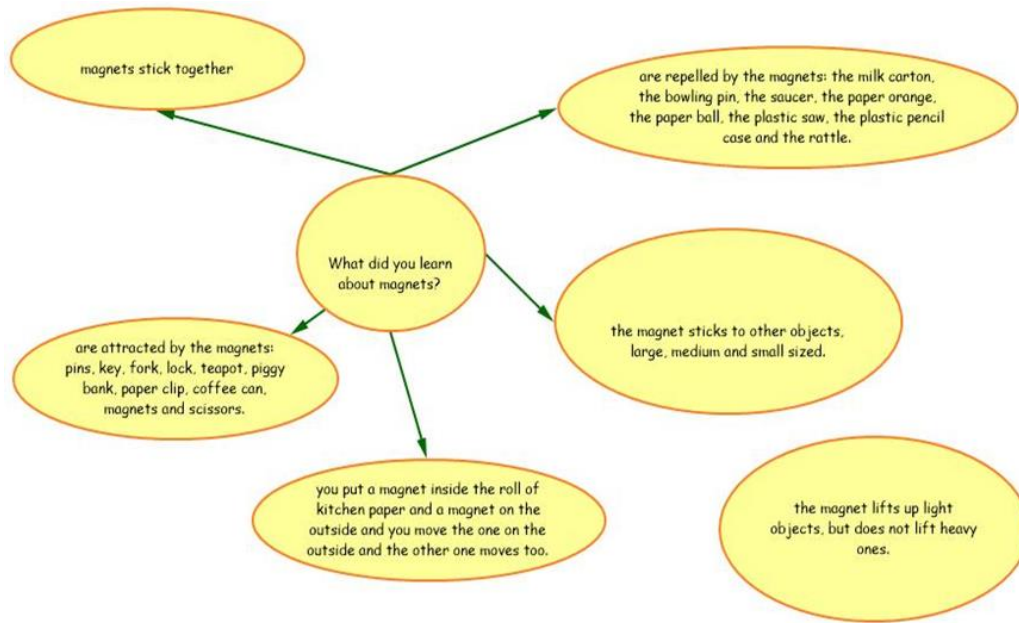 magnets stick together
are repelled by the magnets: the milk carton,
the bowling pin, the saucer, the paper orange,
the paper ball, the plastic saw, the plastic pencil
case and the rattle.
What did you learn
about magnets?
the magnet sticks to other objects,
large, medium and small sized.
are attracted by the magnets:
pins, key, fork, lock, teapot, piggy
bank, paper clip, coffee can,
magnets and scissors.
you put a magnet inside the roll of
kitchen paper and a magnet on the
outside and you move the one on the
outside and the other one moves too.
the magnet lifts up light
objects, but does not lift heavy
ones.